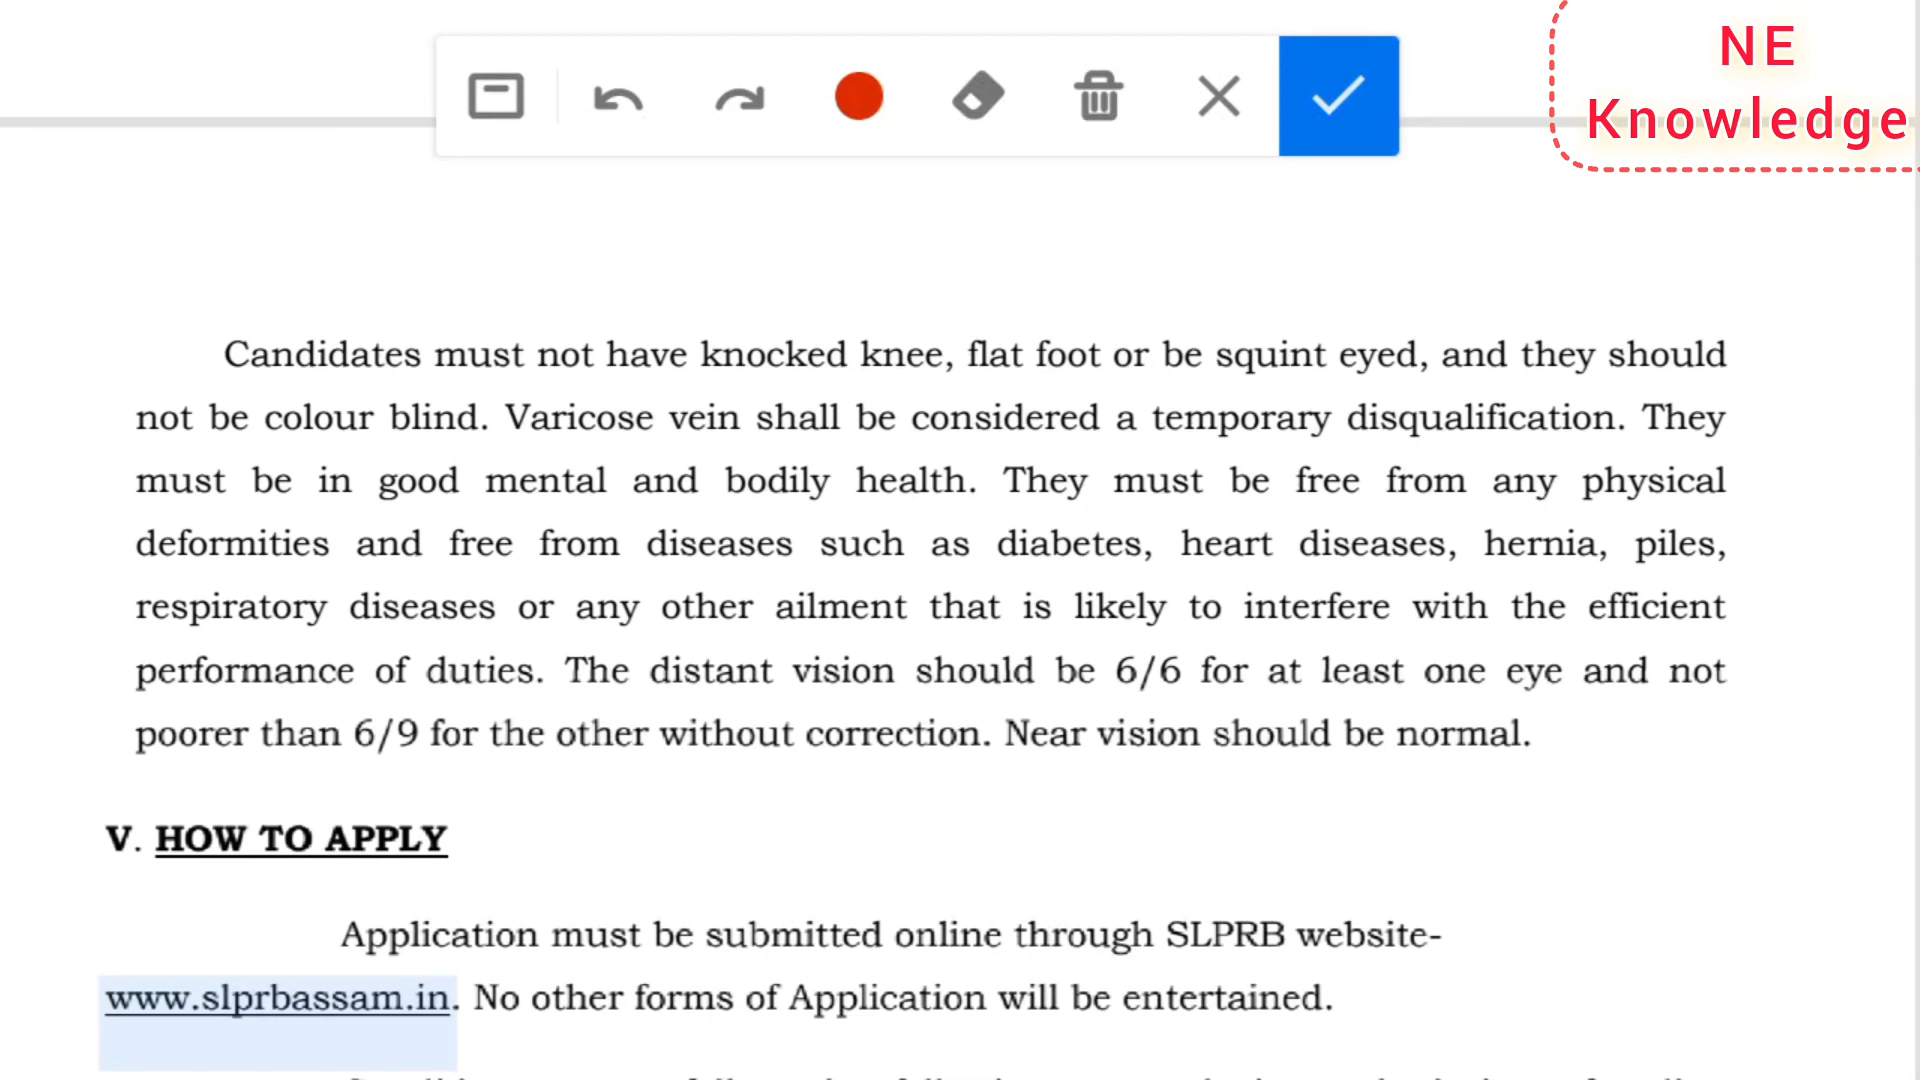 NE
Knowledge
Candidates must not have knocked knee, flat foot or be squint eyed, and they should
not be colour blind. Varicose vein shall be considered a temporary disqualification. They
must be in good mental and bodily health. They must be free from any physical
deformities and free from diseases such as diabetes, heart diseases, hernia, piles,
respiratory diseases or any other ailment that is likely to interfere with the efficient
performance of duties. The distant vision should be 6/6 for at least one eye and not
poorer than 6/9 for the other without correction. Near vision should be normal.
V. HOW TO APPLY
Application must be submitted online through SLPRB website-
www.slprbassam.in. No other forms of Application will be entertained.